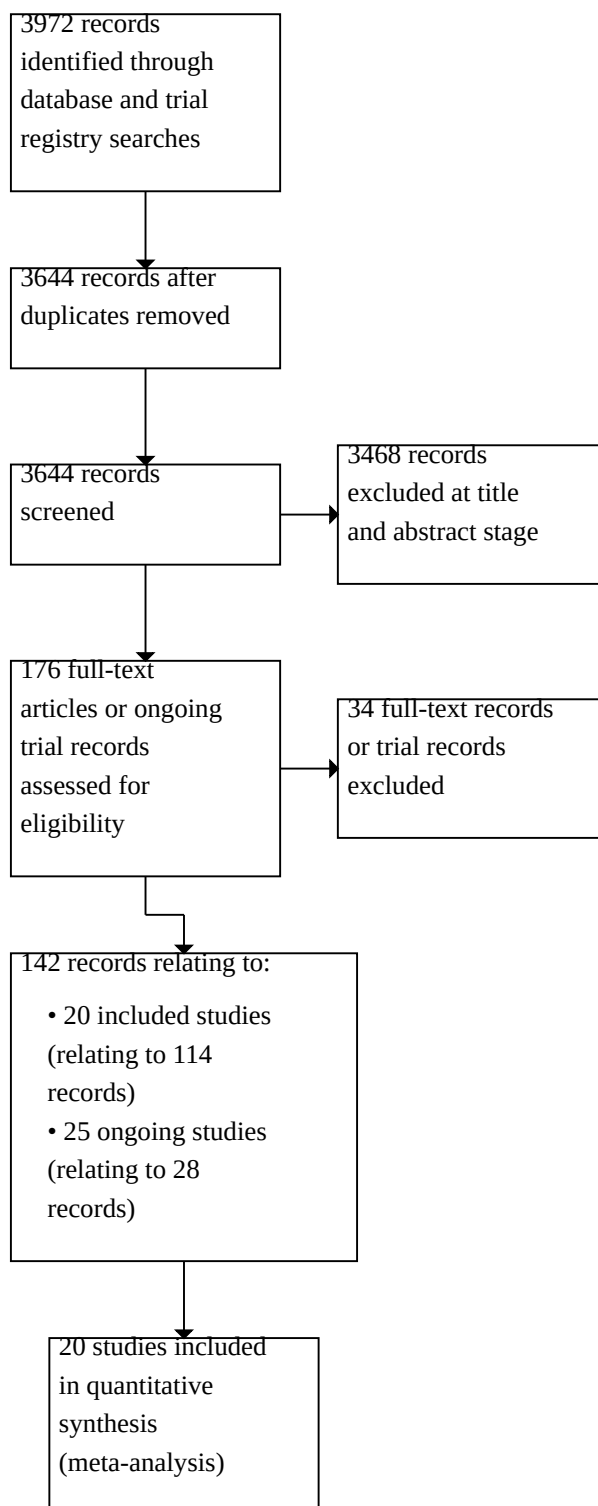 3972 records
identified through
database and trial
registry searches
3644 records after
duplicates removed
3644 records
screened
3468 records
excluded at title
and abstract stage
176 full-text
articles or ongoing
trial records
assessed for
eligibility
34 full-text records
or trial records
excluded
142 records relating to:
• 20 included studies
(relating to 114
records)
• 25 ongoing studies
(relating to 28
records)
20 studies included
in quantitative
synthesis
(meta-analysis)